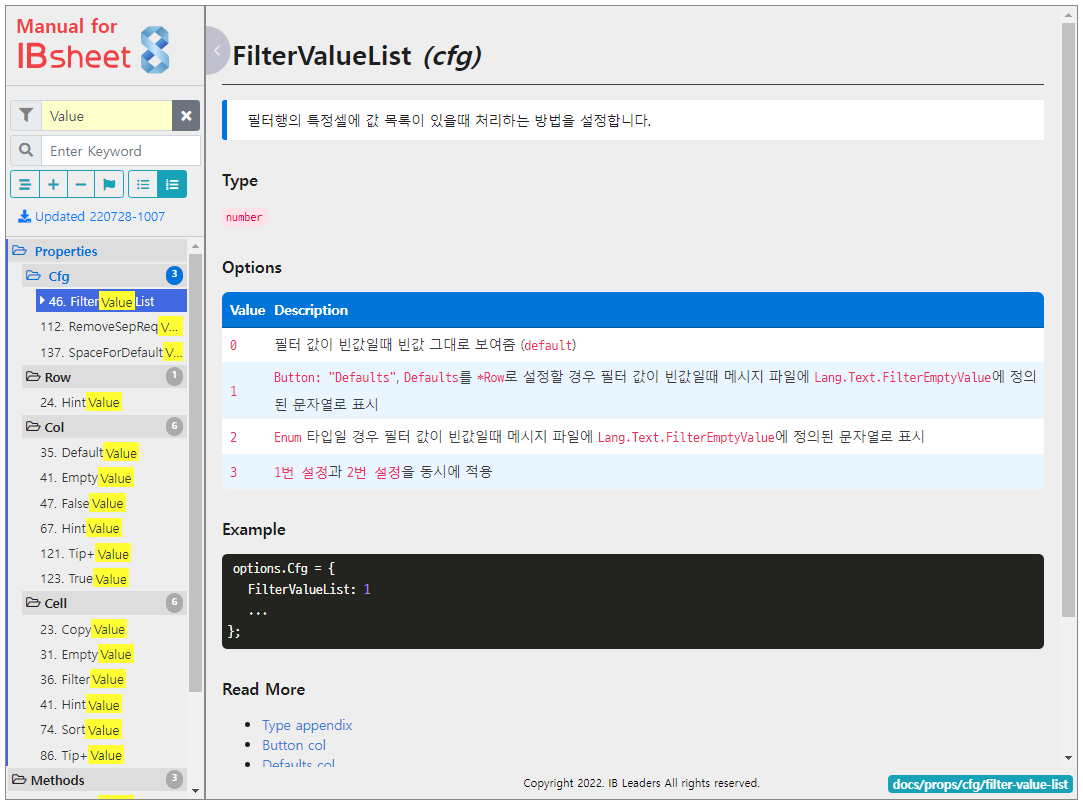 Manual for
IBsheet 8
Value
Enter Keyword
Updated 220728-1007
Properties
Cfg 3
46. FilterValueList
112. RemoveSepReqV...
137. SpaceForDefaultV...
Row 1
24. HintValue
Col 6
35. DefaultValue
41. EmptyValue
47. FalseValue
67. HintValue
121. Tip+Value
123. TrueValue
Cell 6
23. CopyValue
31. EmptyValue
36. FilterValue
41. HintValue
74. SortValue
86. Tip+Value
Methods 3
FilterValueList (cfg)
필터행의 특정셀에 값 목록이 있을때 처리하는 방법을 설정합니다.
Type
number
Options
Value Description
0 필터 값이 빈값일때 빈값 그대로 보여줌 (default)
1 Button: "Defaults", Defaults를 *Row로 설정할 경우 필터 값이 빈값일때 메시지 파일에 Lang.Text.FilterEmptyValue에 정의
된 문자열로 표시
2 Enum 타입일 경우 필터 값이 빈값일때 메시지 파일에 Lang.Text.FilterEmptyValue에 정의된 문자열로 표시
3 1번 설정과 2번 설정을 동시에 적용
Example
options.Cfg = {
FilterValueList: 1
...
};
Read More
Type appendix
Button col
Defaults col
Copyright 2022. IB Leaders All rights reserved.
docs/props/cfg/filter-value-list